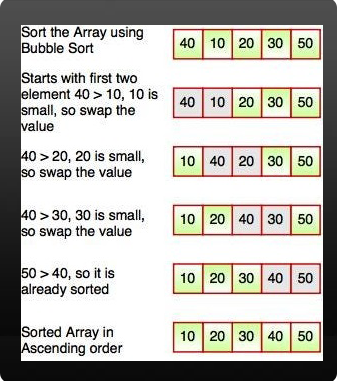 Sort the Array using
Bubble Sort
40 10 20 30 50
Starts with first two
element 40 > 10, 10 is
small, so swap the
value
40 10 20 30 50
40 > 20, 20 is small,
so swap the value
10 40 20 30 50
40 > 30, 30 is small,
so swap the value
10 20 40 30 50
50 > 40, so it is
already sorted
10 20 30 40 50
Sorted Array in
Ascending order
10 20 30 40 50